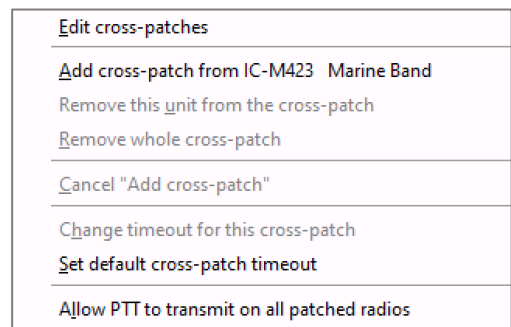 Edit cross-patches
Add cross-patch from IC-M423   Marine Band
Remove this unit from the cross-patch
Remove whole cross-patch
Cancel "Add cross-patch"
Change timeout for this cross-patch
Set default cross-patch timeout
Allow PTT to transmit on all patched radios